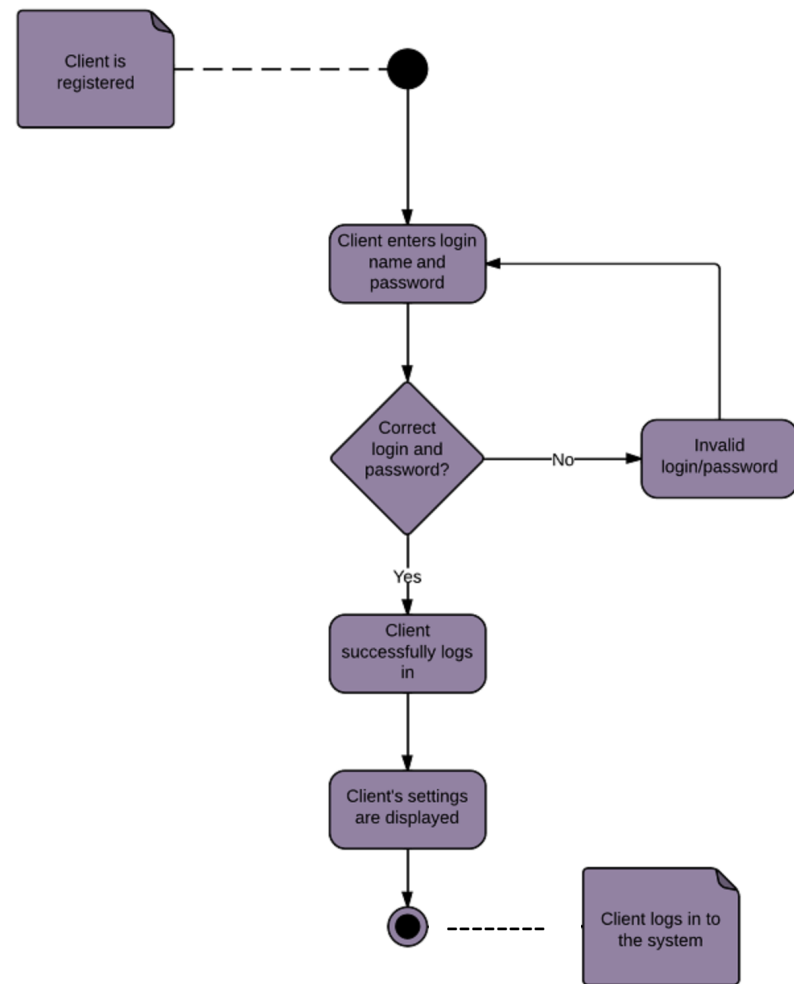 Client is
registered
Client enters login
name and
password
Correct
login and
password?
No
Invalid
login/password
Yes
Client
successfully logs
in
Client's settings
are displayed
Client logs in to
the system